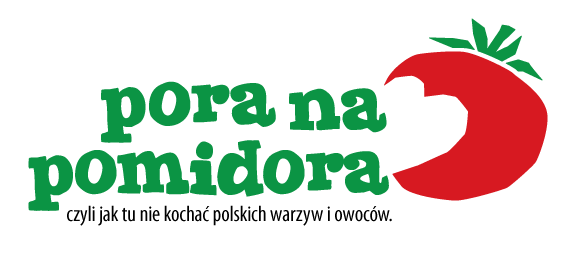 pora na
pomidora
czyli jak tu nie kochać polskich warzyw i owoców.